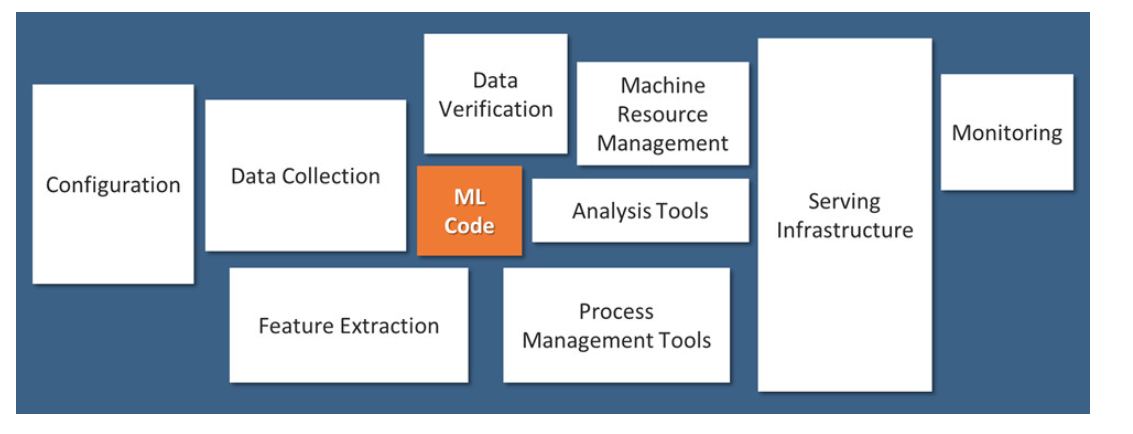 Configuration
Data Collection
Data
Verification
Machine
Resource
Management
Monitoring
ML
Code
Analysis Tools
Serving
Infrastructure
Feature Extraction
Process
Management Tools